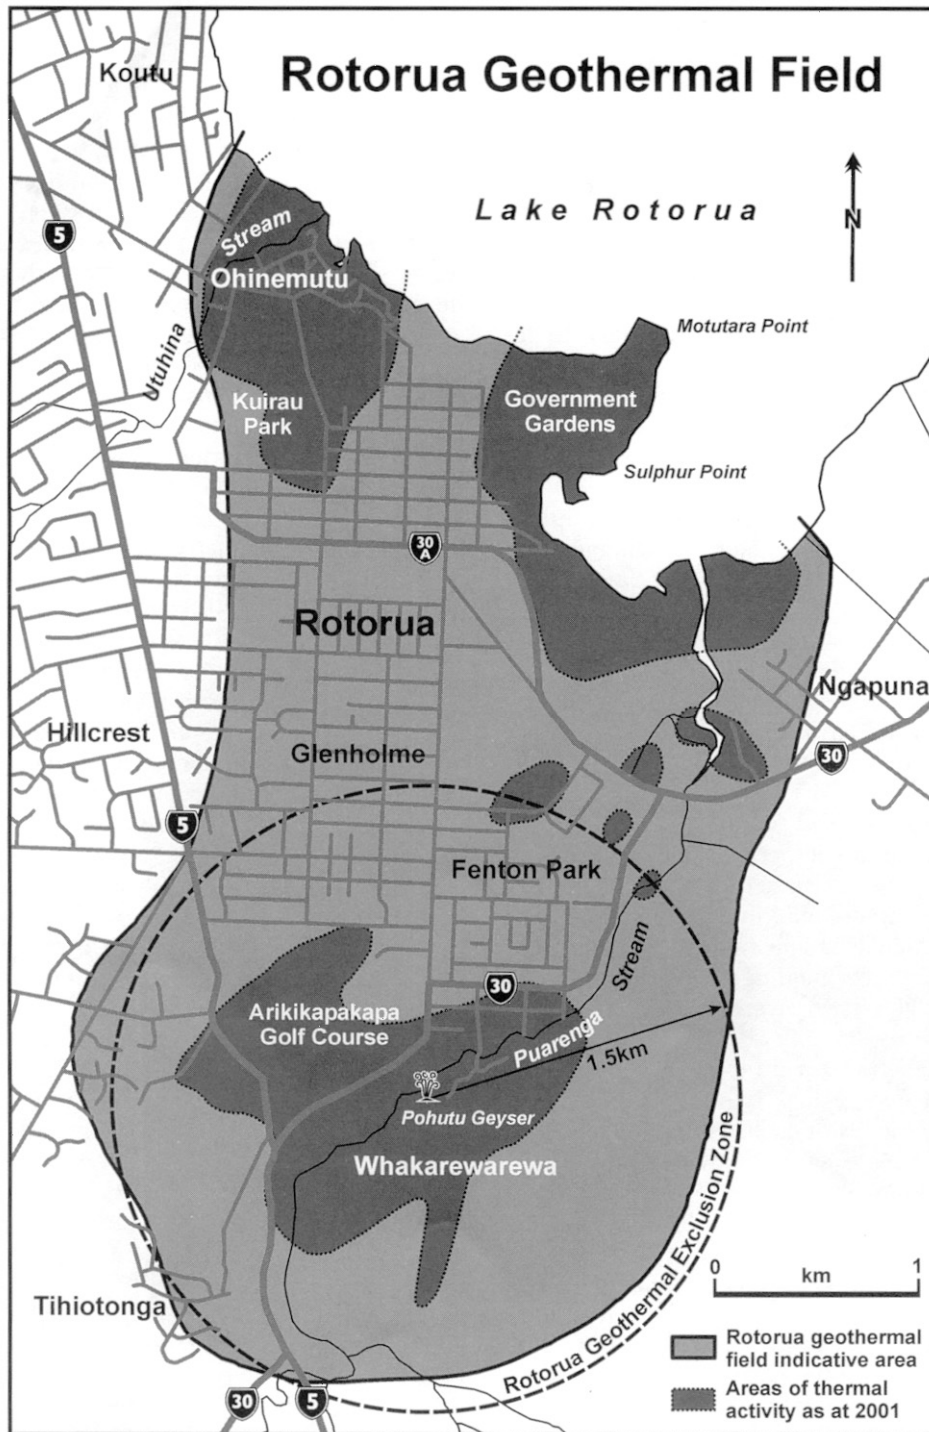 Rotorua Geothermal Field
Koutu
Lake Rotorua
N
5
Stream
Ohinemutu
Utuhina
Motutara Point
Kuirau
Park
Government
Gardens
Sulphur Point
30
A
Rotorua
Ngapuna
Hillcrest
Glenholme
30
5
Fenton Park
Stream
30
Arikikapakapa
Golf Course
Puarenga
1.5km
Pohutu Geyser
Whakarewarewa
Rotorua Geothermal Exclusion Zone
Tihiotonga
0 1
km
Rotorua geothermal
field indicative area
Areas of thermal
activity as at 2001
30
5